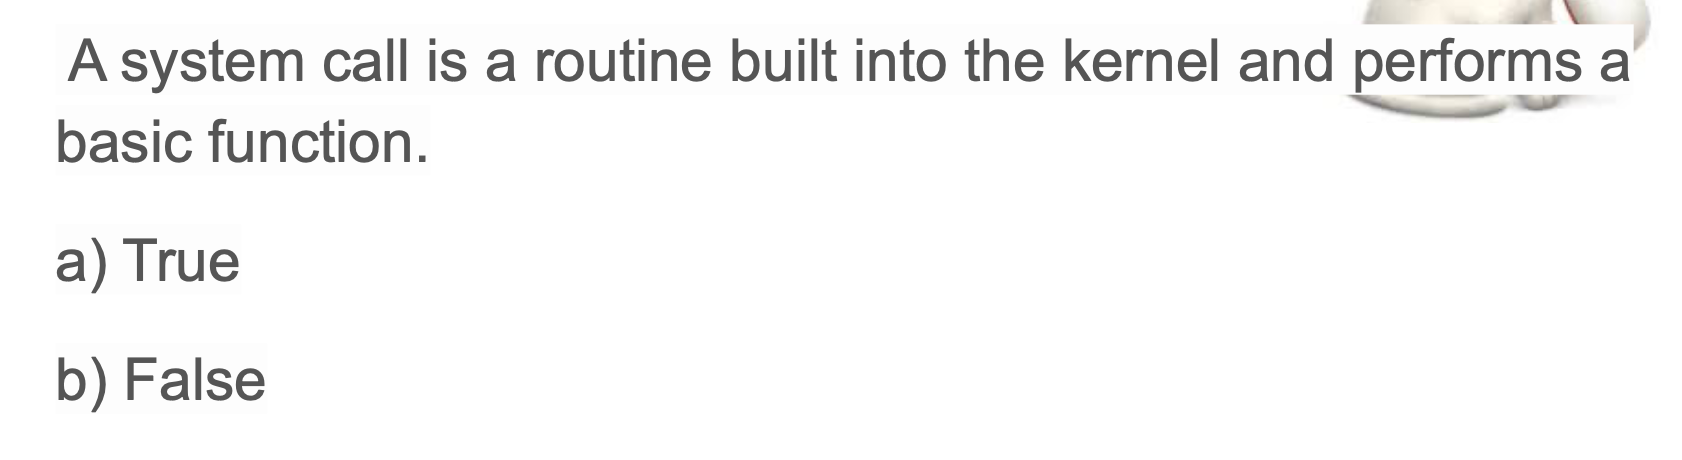 A system call is a routine built into the kernel and performs a
basic function.
a) True
b) False